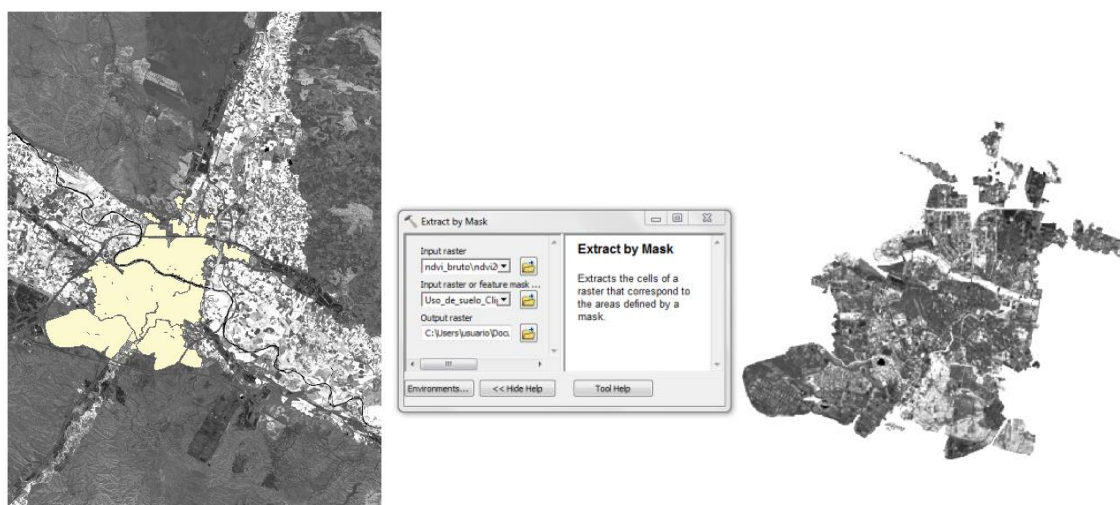 Extract by Mask
Input raster
ndvi_bruto\ndvi2
Input raster or feature mask ...
Uso_de_suelo_Cli
Output raster
C:\Users\usuario\Docu
Environments...
<< Hide Help
Extract by Mask
Extracts the cells of a
raster that correspond to
the areas defined by a
mask.
Tool Help